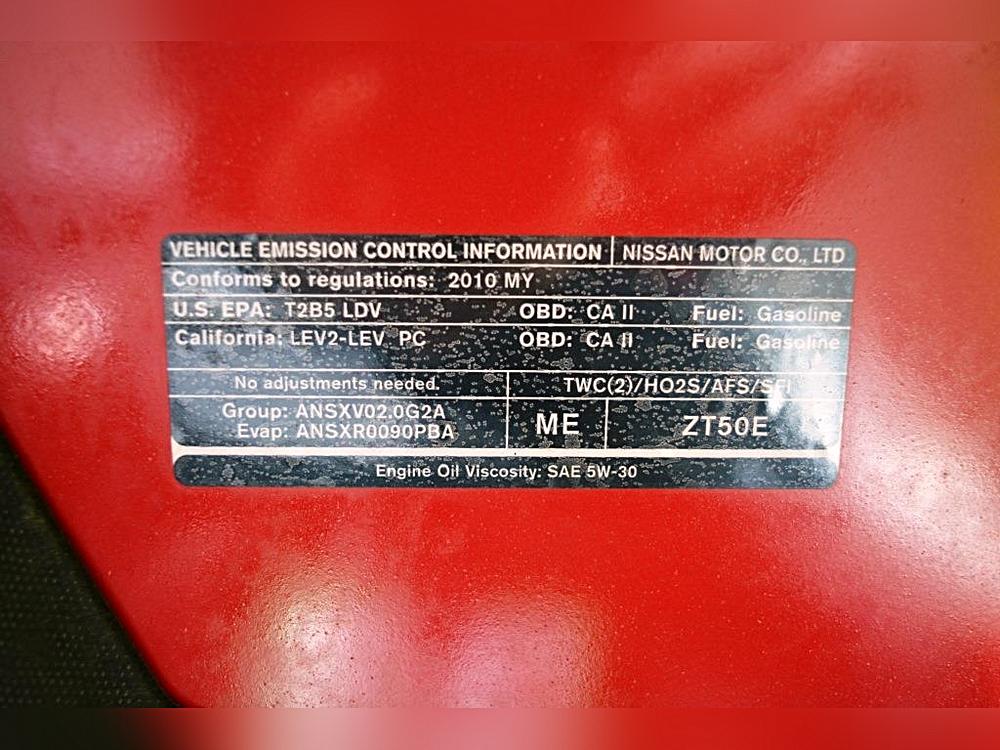 VEHICLE EMISSION CONTROL INFORMATION NISSAN MOTOR CO., LTD
Conforms to regulations: 2010 MY
U.S. EPA: T2B5 LDV OBD: CA II Fuel: Gasoline
California: LEV2-LEV PC OBD: CA II Fuel: Gasoline
No adjustments needed. TWC(2)/HO2S/AFS/SFI
Group: ANSXV02.0G2A
Evap: ANSXR0090PBA
ME ZT50E
Engine Oil Viscosity: SAE 5W-30